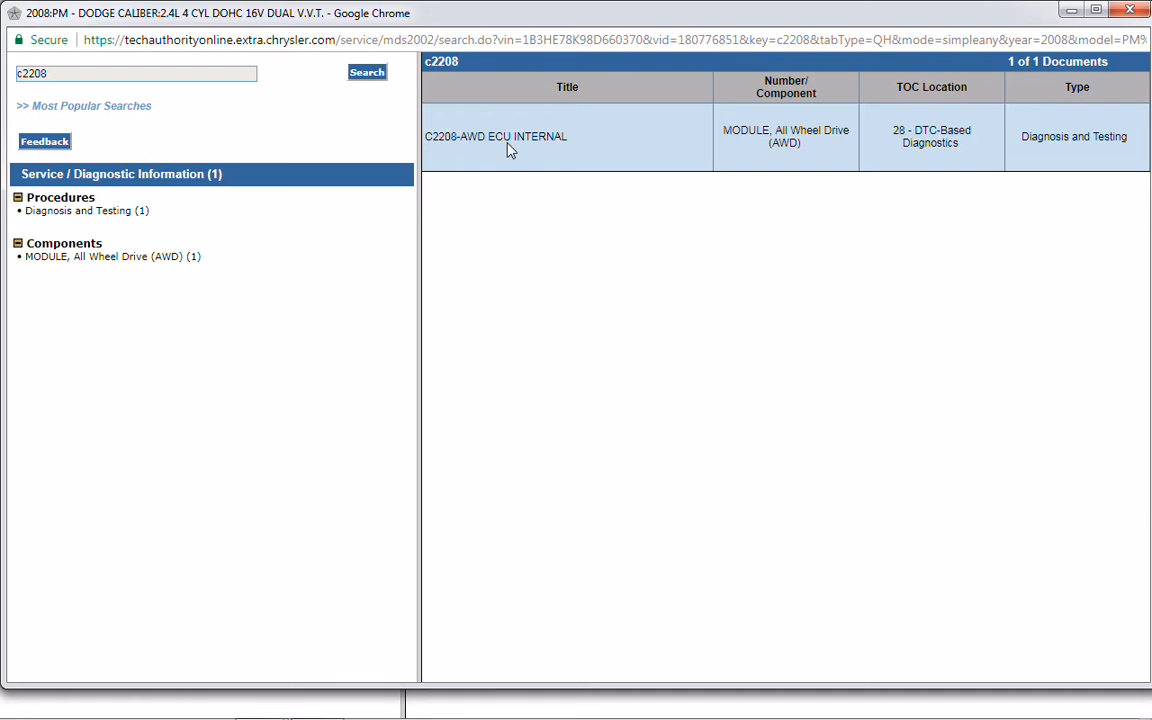 2008:PM - DODGE CALIBER:2.4L 4 CYL DOHC 16V DUAL V.V.T. - Google Chrome
Secure
https://techauthorityonline.extra.chrysler.com/service/mds2002/search.do?vin=1B3HE78K98D660370&vid=180776851&key=c2208&tabType=QH&mode=simpleany&year=2008&model=PM%
c2208
Search
>> Most Popular Searches
Feedback
Service / Diagnostic Information (1)
Procedures
• Diagnosis and Testing (1)
Components
• MODULE, All Wheel Drive (AWD) (1)
c2208
1 of 1 Documents
Title
Number/
Component
TOC Location
Type
C2208-AWD ECU INTERNAL
MODULE, All Wheel Drive
(AWD)
28 - DTC-Based
Diagnostics
Diagnosis and Testing